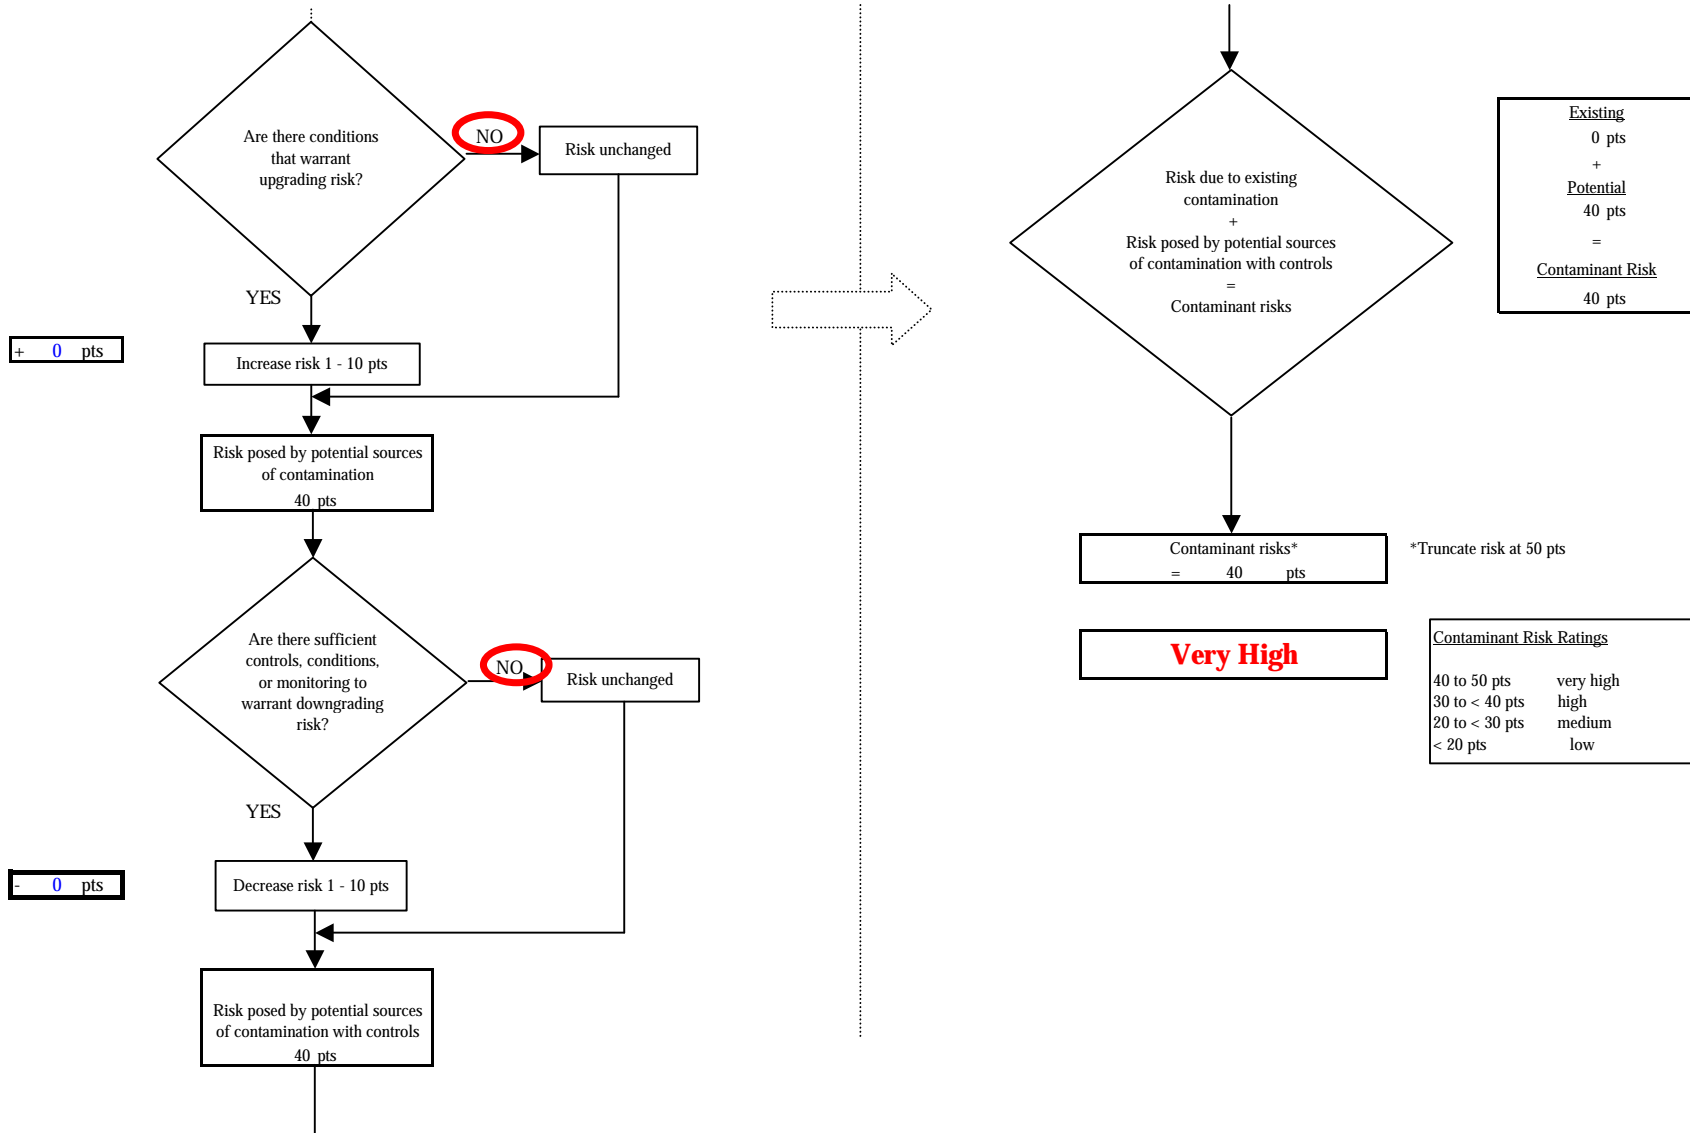 Are there conditions
that warrant
upgrading risk?
NO
Risk unchanged
YES
+ 0 pts
Increase risk 1 - 10 pts
Risk posed by potential sources
of contamination
40 pts
Are there sufficient
controls, conditions,
or monitoring to
warrant downgrading
risk?
NO
Risk unchanged
YES
- 0 pts
Decrease risk 1 - 10 pts
Risk posed by potential sources
of contamination with controls
40 pts
Risk due to existing
contamination
+
Risk posed by potential sources
of contamination with controls
=
Contaminant risks
Existing
0 pts
+
Potential
40 pts
=
Contaminant Risk
40 pts
Contaminant risks*
= 40 pts
*Truncate risk at 50 pts
Very High
Contaminant Risk Ratings
40 to 50 pts very high
30 to < 40 pts high
20 to < 30 pts medium
< 20 pts low